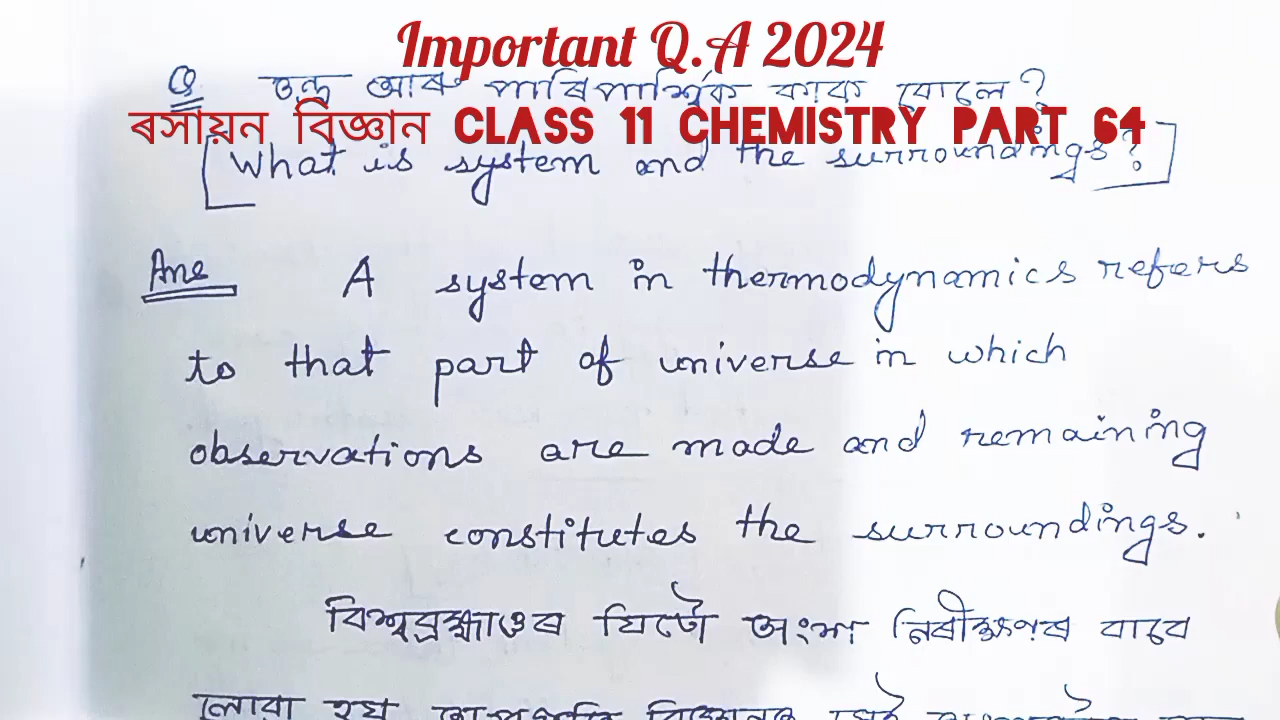 Important Q.A 2024
Q তন্ত্ৰ আৰু পাৰিপাৰ্শ্বিক কাক বোলে?
ৰসায়ন বিজ্ঞান CLASS 11 CHEMISTRY PART 64
[What is system and the surroundings?]
Ans A system in thermodynamics refers
to that part of universe in which
observations are made and remaining
universe constitutes the surroundings.
বিশ্বব্ৰহ্মাণ্ডৰ যিটো অংশ নিৰীক্ষণৰ বাবে
লোৱা হয়